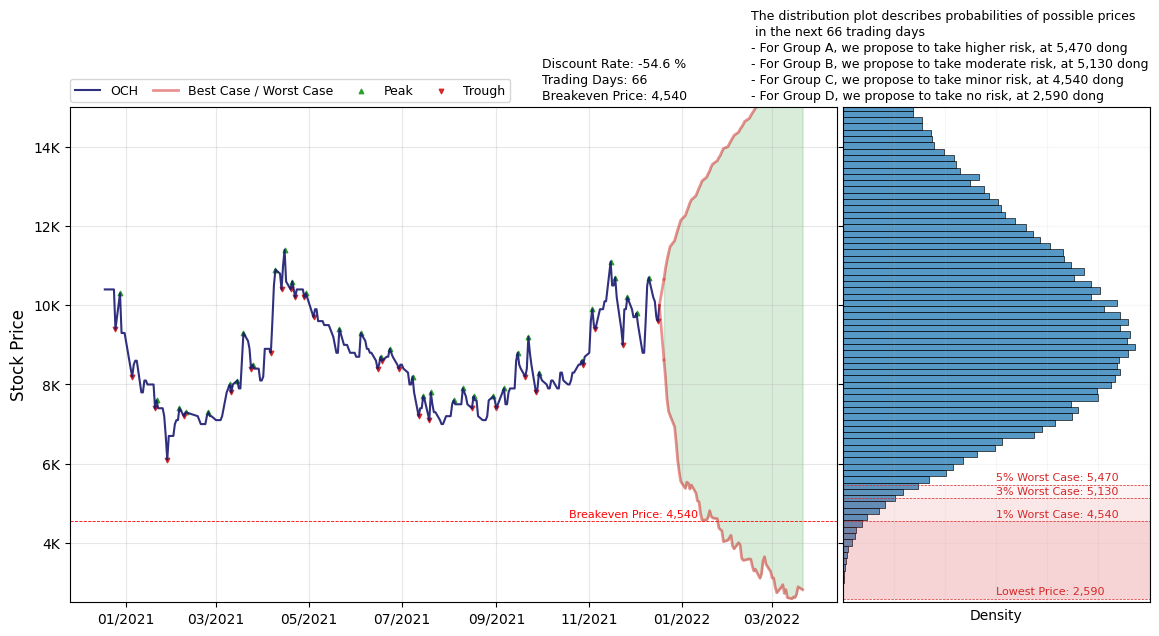 The distribution plot describes probabilities of possible prices
in the next 66 trading days
- For Group A, we propose to take higher risk, at 5,470 dong
- For Group B, we propose to take moderate risk, at 5,130 dong
- For Group C, we propose to take minor risk, at 4,540 dong
- For Group D, we propose to take no risk, at 2,590 dong
Discount Rate: -54.6 %
Trading Days: 66
Breakeven Price: 4,540
OCH Best Case / Worst Case Peak Trough
Stock Price
14K
12K
10K
8K
6K
4K
Breakeven Price: 4,540
5% Worst Case: 5,470
3% Worst Case: 5,130
1% Worst Case: 4,540
Lowest Price: 2,590
01/2021 03/2021 05/2021 07/2021 09/2021 11/2021 01/2022 03/2022
Density